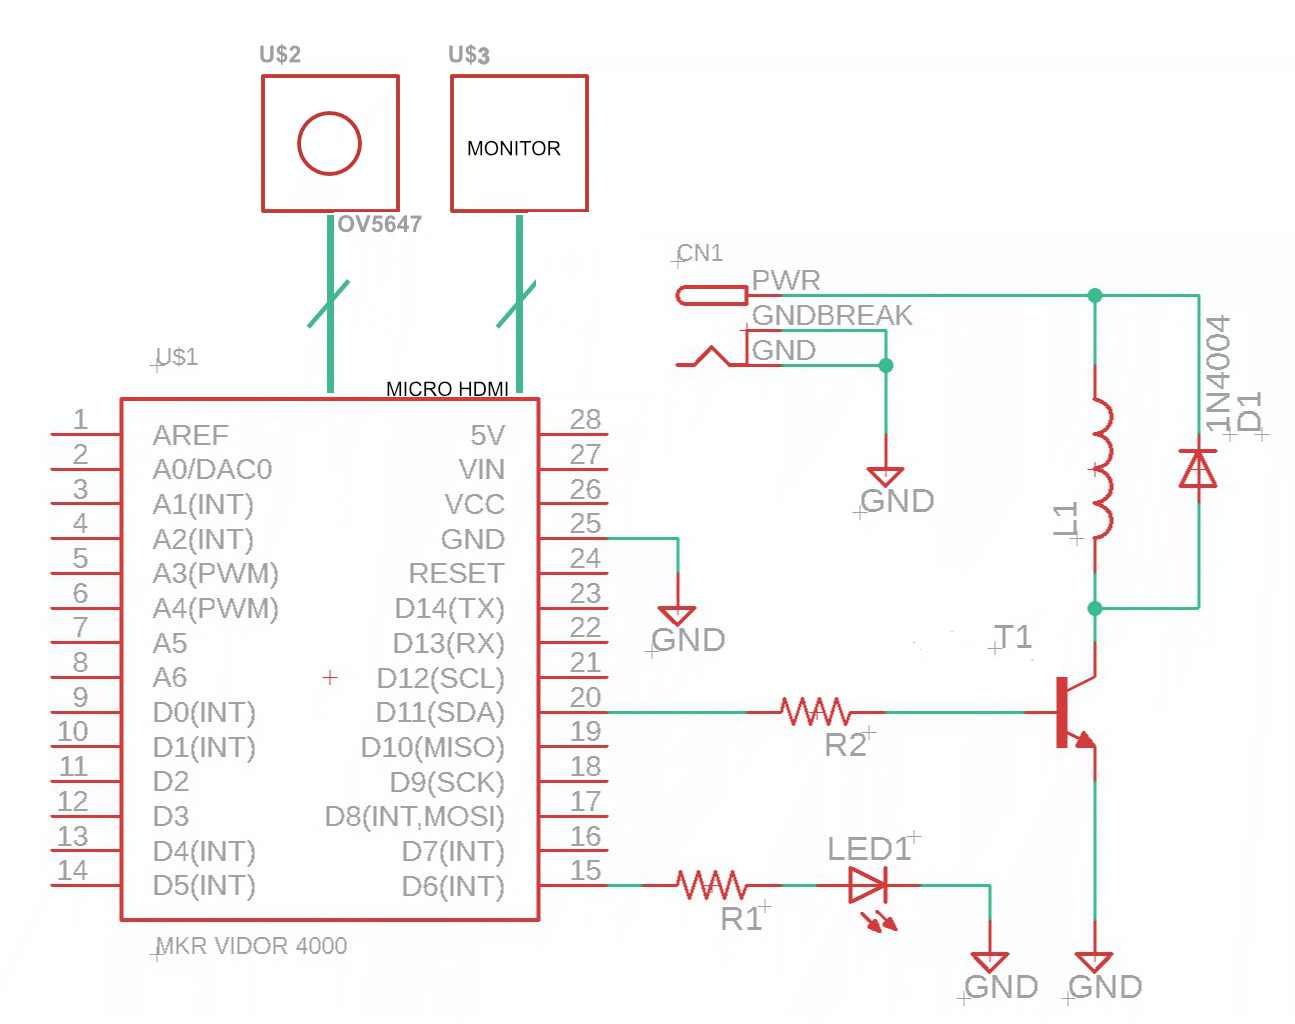 U$2
U$3
MONITOR
OV5647
CN1
PWR
GNDBREAK
GND
1N4004
D1
U$1
MICRO HDMI
1 AREF 5V 28
2 A0/DAC0 VIN 27
3 A1(INT) VCC 26
4 A2(INT) GND 25
5 A3(PWM) RESET 24
6 A4(PWM) D14(TX) 23
7 A5 D13(RX) 22
8 A6 D12(SCL) 21
9 D0(INT) D11(SDA) 20
10 D1(INT) D10(MISO) 19
11 D2 D9(SCK) 18
12 D3 D8(INT,MOSI) 17
13 D4(INT) D7(INT) 16
14 D5(INT) D6(INT) 15
MKR VIDOR 4000
GND
L1
GND
T1
R2
LED1
R1
GND
GND